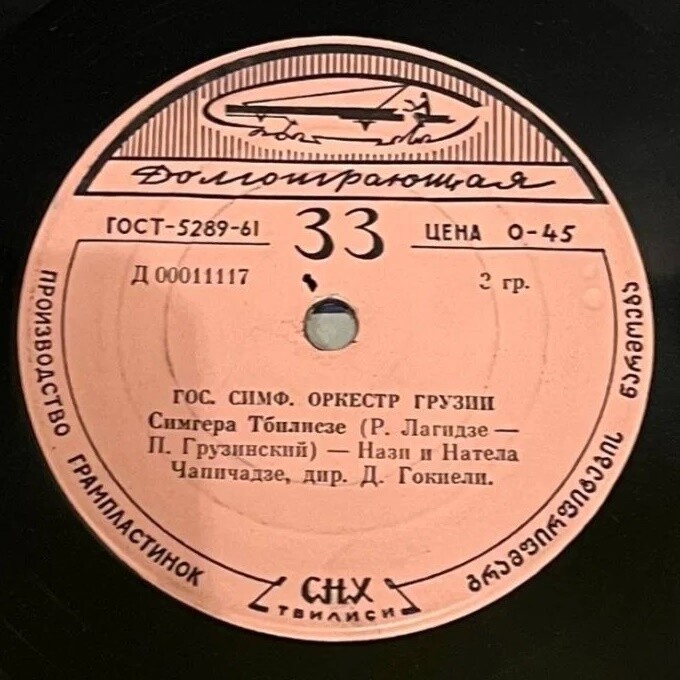 Долгоиграющая
ГОСТ-5289-61 33 ЦЕНА 0-45
Д 00011117 2 гр.
ГОС. СИМФ. ОРКЕСТР ГРУЗИИ
Симгера Тбилисзе (Р. Лагидзе —
П. Грузинский) — Нази и Натела
Чапичадзе, дир. Д. Гокиели.
ПРОИЗВОДСТВО ГРАМПЛАСТИНОК
СНХ
ТБИЛИСИ
გრამფირფიტების წარმოება